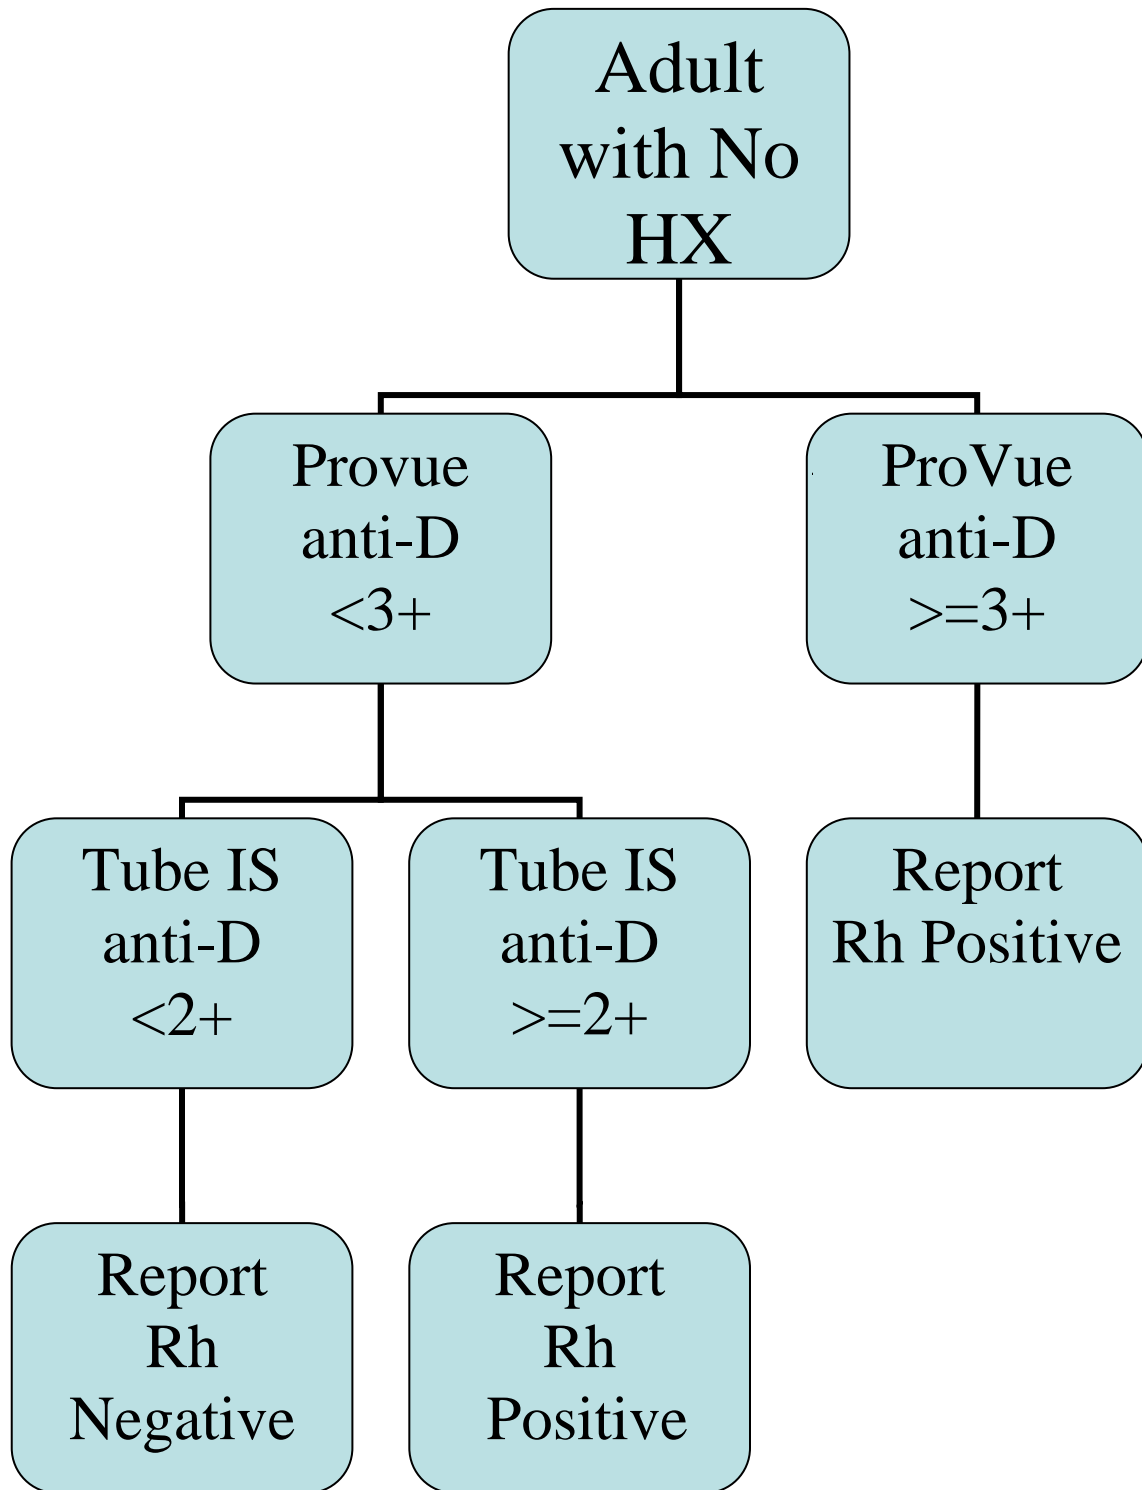 Adult
with No
HX
Provue
anti-D
<3+
ProVue
anti-D
>=3+
Tube IS
anti-D
<2+
Tube IS
anti-D
>=2+
Report
Rh Positive
Report
Rh
Negative
Report
Rh
Positive